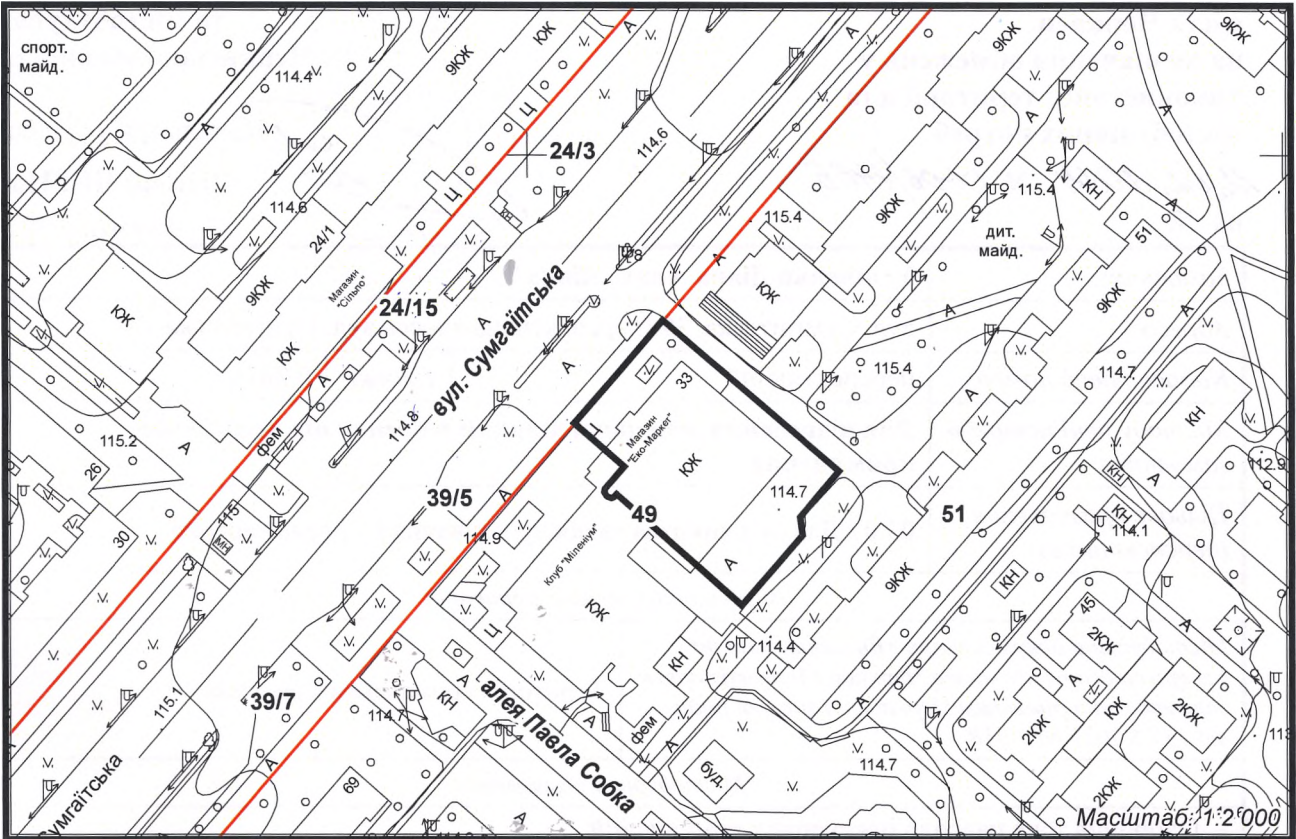 спорт.
майд.
114.4
9КЖ
КЖ
А
Ц
24/3
114.6
9КЖ
9КЖ
А
115.4
КН
51
дит.
майд.
114.6
24/1
9КЖ
Магазин
"Сільпо"
КЖ
24/15
КН
вул. Сумгаїтська
115.4
9КЖ
КЖ
9КЖ
114.7
КН
112.9
КЖ
115.2
26
30
фем
114.8
39/5
114.9
33
Магазин
"Еко-Маркет"
КЖ
114.7
49
51
115.4
КН
КН
114.1
КН
115
МН
Клуб "Міленіум"
КЖ
Ц
А
9КЖ
45
2КЖ
КЖ
2КЖ
2КЖ
2КЖ
114.4
КН
115.1
39/7
114.7
КН
алея Павла Собка
фем
буд.
114.7
69
Сумгаїтська
Масштаб: 1:2 000